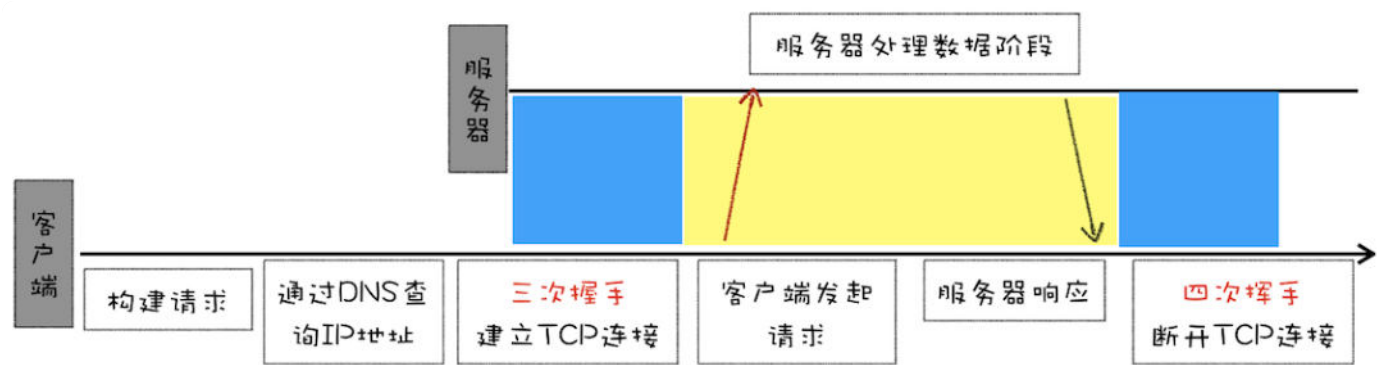 服务器处理数据阶段
服务器
客户端
构建请求
通过DNS查
询IP地址
三次握手
建立TCP连接
客户端发起
请求
服务器响应
四次挥手
断开TCP连接